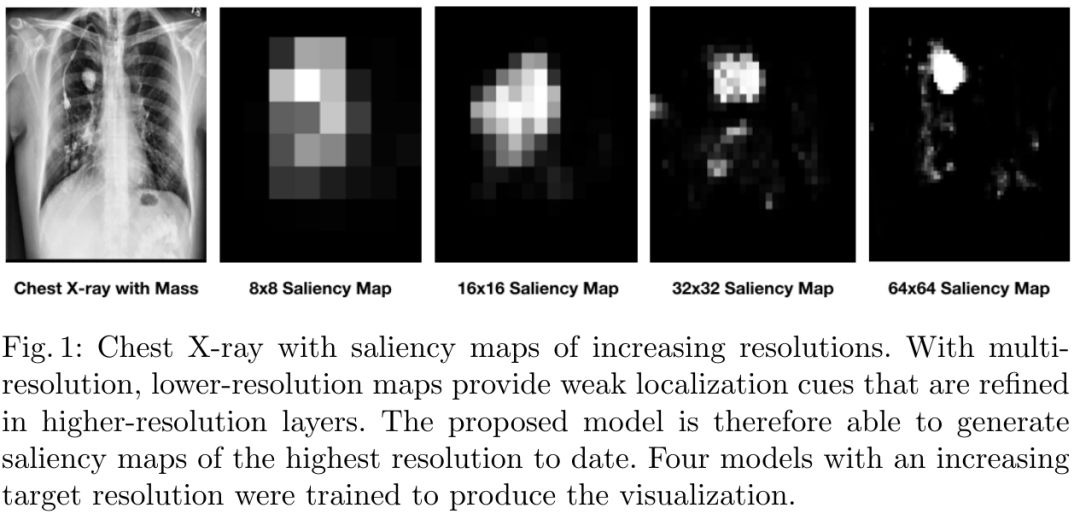 Chest X-ray with Mass
8x8 Saliency Map
16x16 Saliency Map
32x32 Saliency Map
64x64 Saliency Map
Fig. 1: Chest X-ray with saliency maps of increasing resolutions. With multi-
resolution, lower-resolution maps provide weak localization cues that are refined
in higher-resolution layers. The proposed model is therefore able to generate
saliency maps of the highest resolution to date. Four models with an increasing
target resolution were trained to produce the visualization.